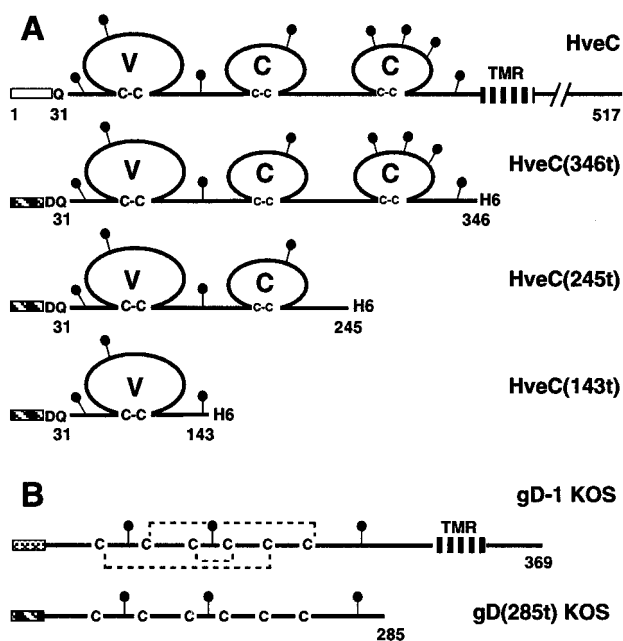 A
HveC
V
C
C
TMR
Q
C-C
C-C
C-C
1
31
517
HveC(346t)
V
C
C
DQ
C-C
C-C
C-C
H6
31
346
HveC(245t)
V
C
DQ
C-C
C-C
H6
31
245
HveC(143t)
V
DQ
C-C
H6
31
143
B
gD-1 KOS
TMR
C C C C C C
369
gD(285t) KOS
C C C C C C
285